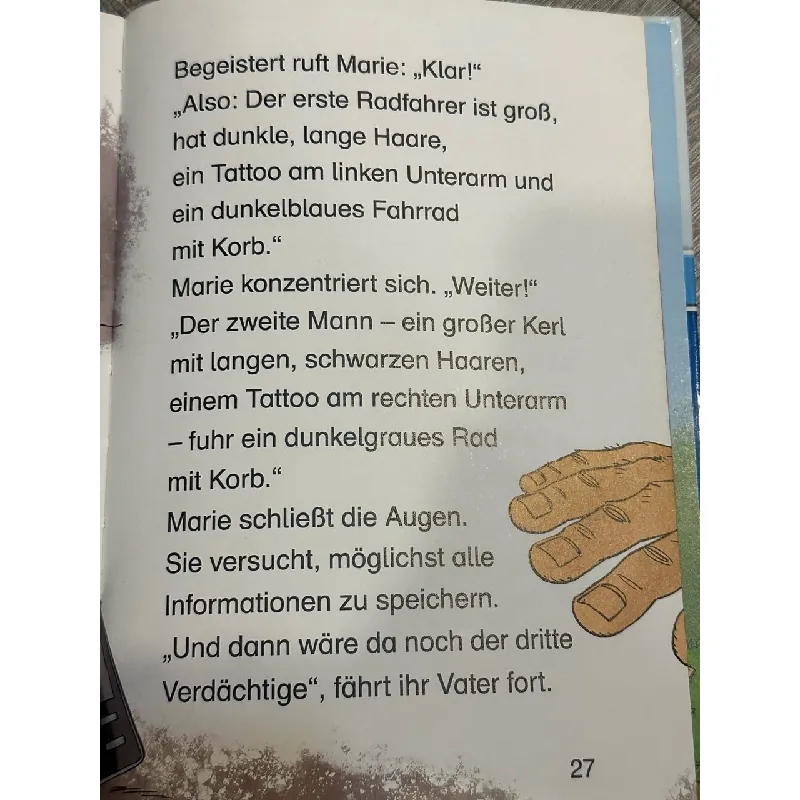 Begeistert ruft Marie: „Klar!“
„Also: Der erste Radfahrer ist groß,
hat dunkle, lange Haare,
ein Tattoo am linken Unterarm und
ein dunkelblaues Fahrrad
mit Korb.“
Marie konzentriert sich. „Weiter!“
„Der zweite Mann – ein großer Kerl
mit langen, schwarzen Haaren,
einem Tattoo am rechten Unterarm
– fuhr ein dunkelgraues Rad
mit Korb.“
Marie schließt die Augen.
Sie versucht, möglichst alle
Informationen zu speichern.
„Und dann wäre da noch der dritte
Verdächtige“, fährt ihr Vater fort.
27